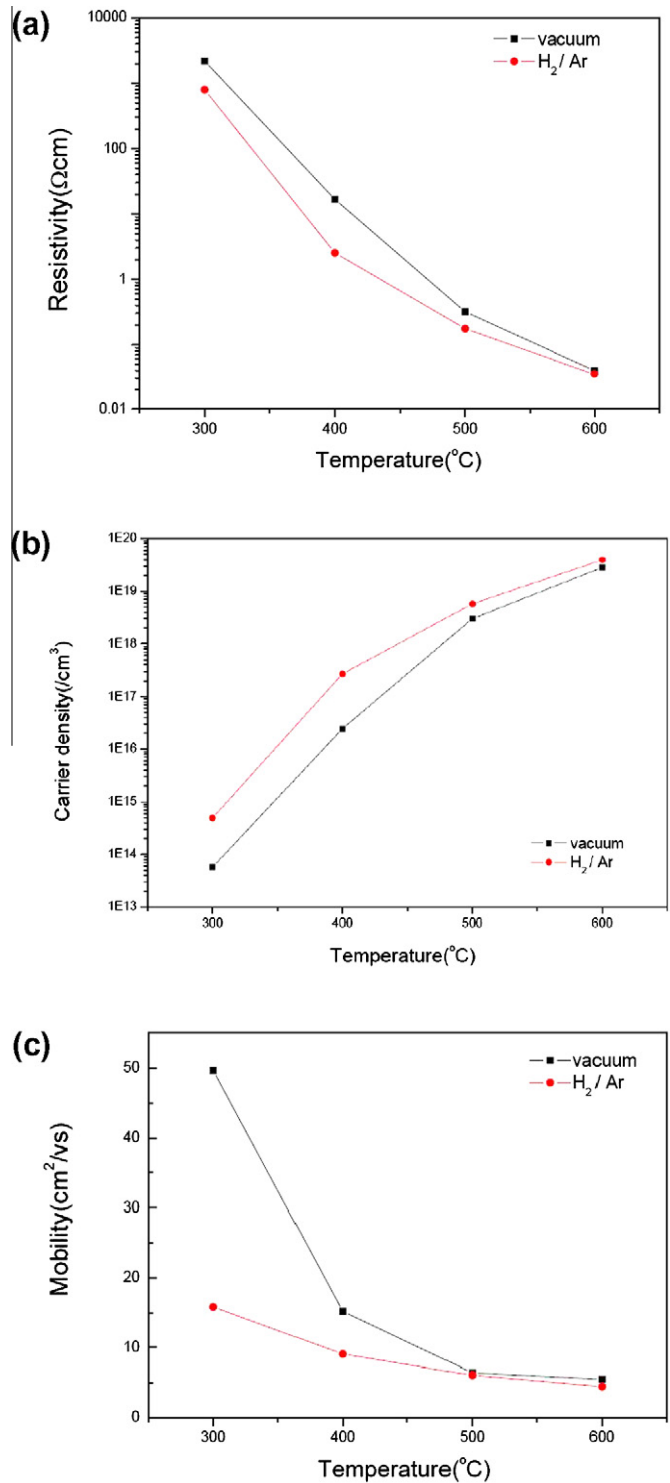 (a)
10000
100
1
0.01
Resistivity(Ωcm)
vacuum
H2/ Ar
300 400 500 600
Temperature(°C)
(b)
1E20
1E19
1E18
1E17
1E16
1E15
1E14
1E13
Carrier density(/cm³)
vacuum
H2/ Ar
300 400 500 600
Temperature(°C)
(c)
50
40
30
20
10
0
Mobility(cm²/vs)
vacuum
H2/ Ar
300 400 500 600
Temperature(°C)